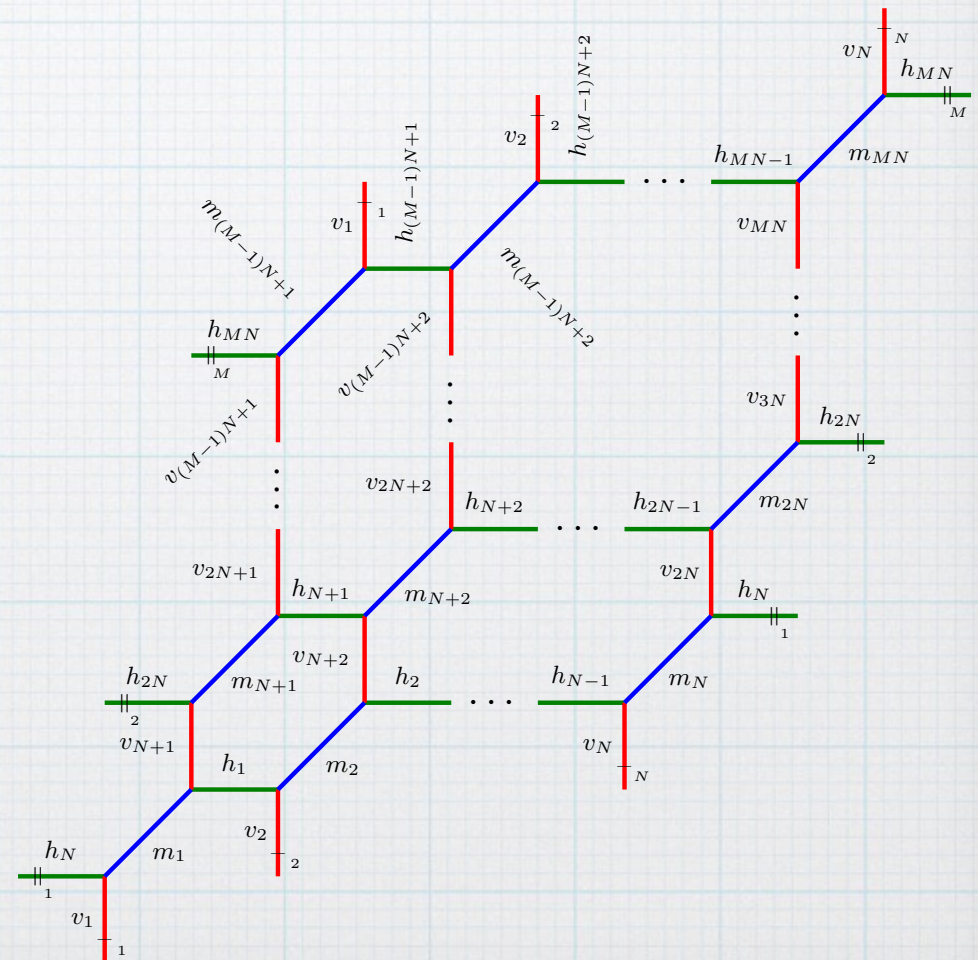 v_N
N
h_{MN}
M
m_{MN}
v_2
2
h_{(M-1)N+2}
h_{MN-1}
v_{MN}
v_1
1
h_{(M-1)N+1}
···
m_{(M-1)N+1}
m_{(M-1)N+2}
h_{MN}
M
v_{(M-1)N+2}
v_{(M-1)N+1}
v_{3N}
h_{2N}
2
v_{2N+2}
h_{N+2}
···
h_{2N-1}
m_{2N}
v_{2N+1}
h_{N+1}
m_{N+2}
v_{2N}
h_N
1
h_{2N}
2
m_{N+1}
v_{N+2}
h_2
···
h_{N-1}
m_N
v_{N+1}
h_1
m_2
v_N
N
h_N
1
m_1
v_2
2
v_1
1